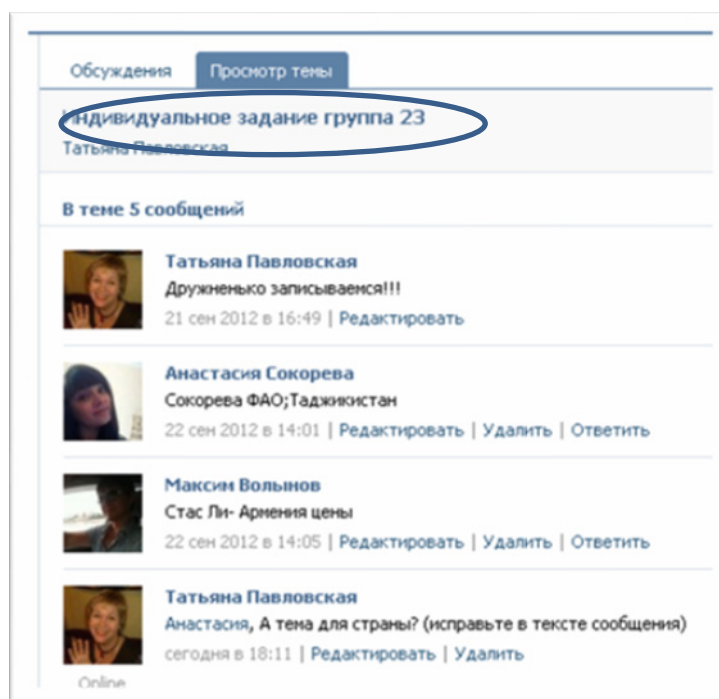 Обсуждения Просмотр темы
Индивидуальное задание группа 23
Татьяна Павловская
В теме 5 сообщений
Татьяна Павловская
Дружненько записываемся!!!
21 сен 2012 в 16:49 | Редактировать
Анастасия Сокорева
Сокорева ФАО;Таджикистан
22 сен 2012 в 14:01 | Редактировать | Удалить | Ответить
Максим Волынов
Стас Ли- Армения цены
22 сен 2012 в 14:05 | Редактировать | Удалить | Ответить
Татьяна Павловская
Анастасия, А тема для страны? (исправьте в тексте сообщения)
сегодня в 18:11 | Редактировать | Удалить
Online